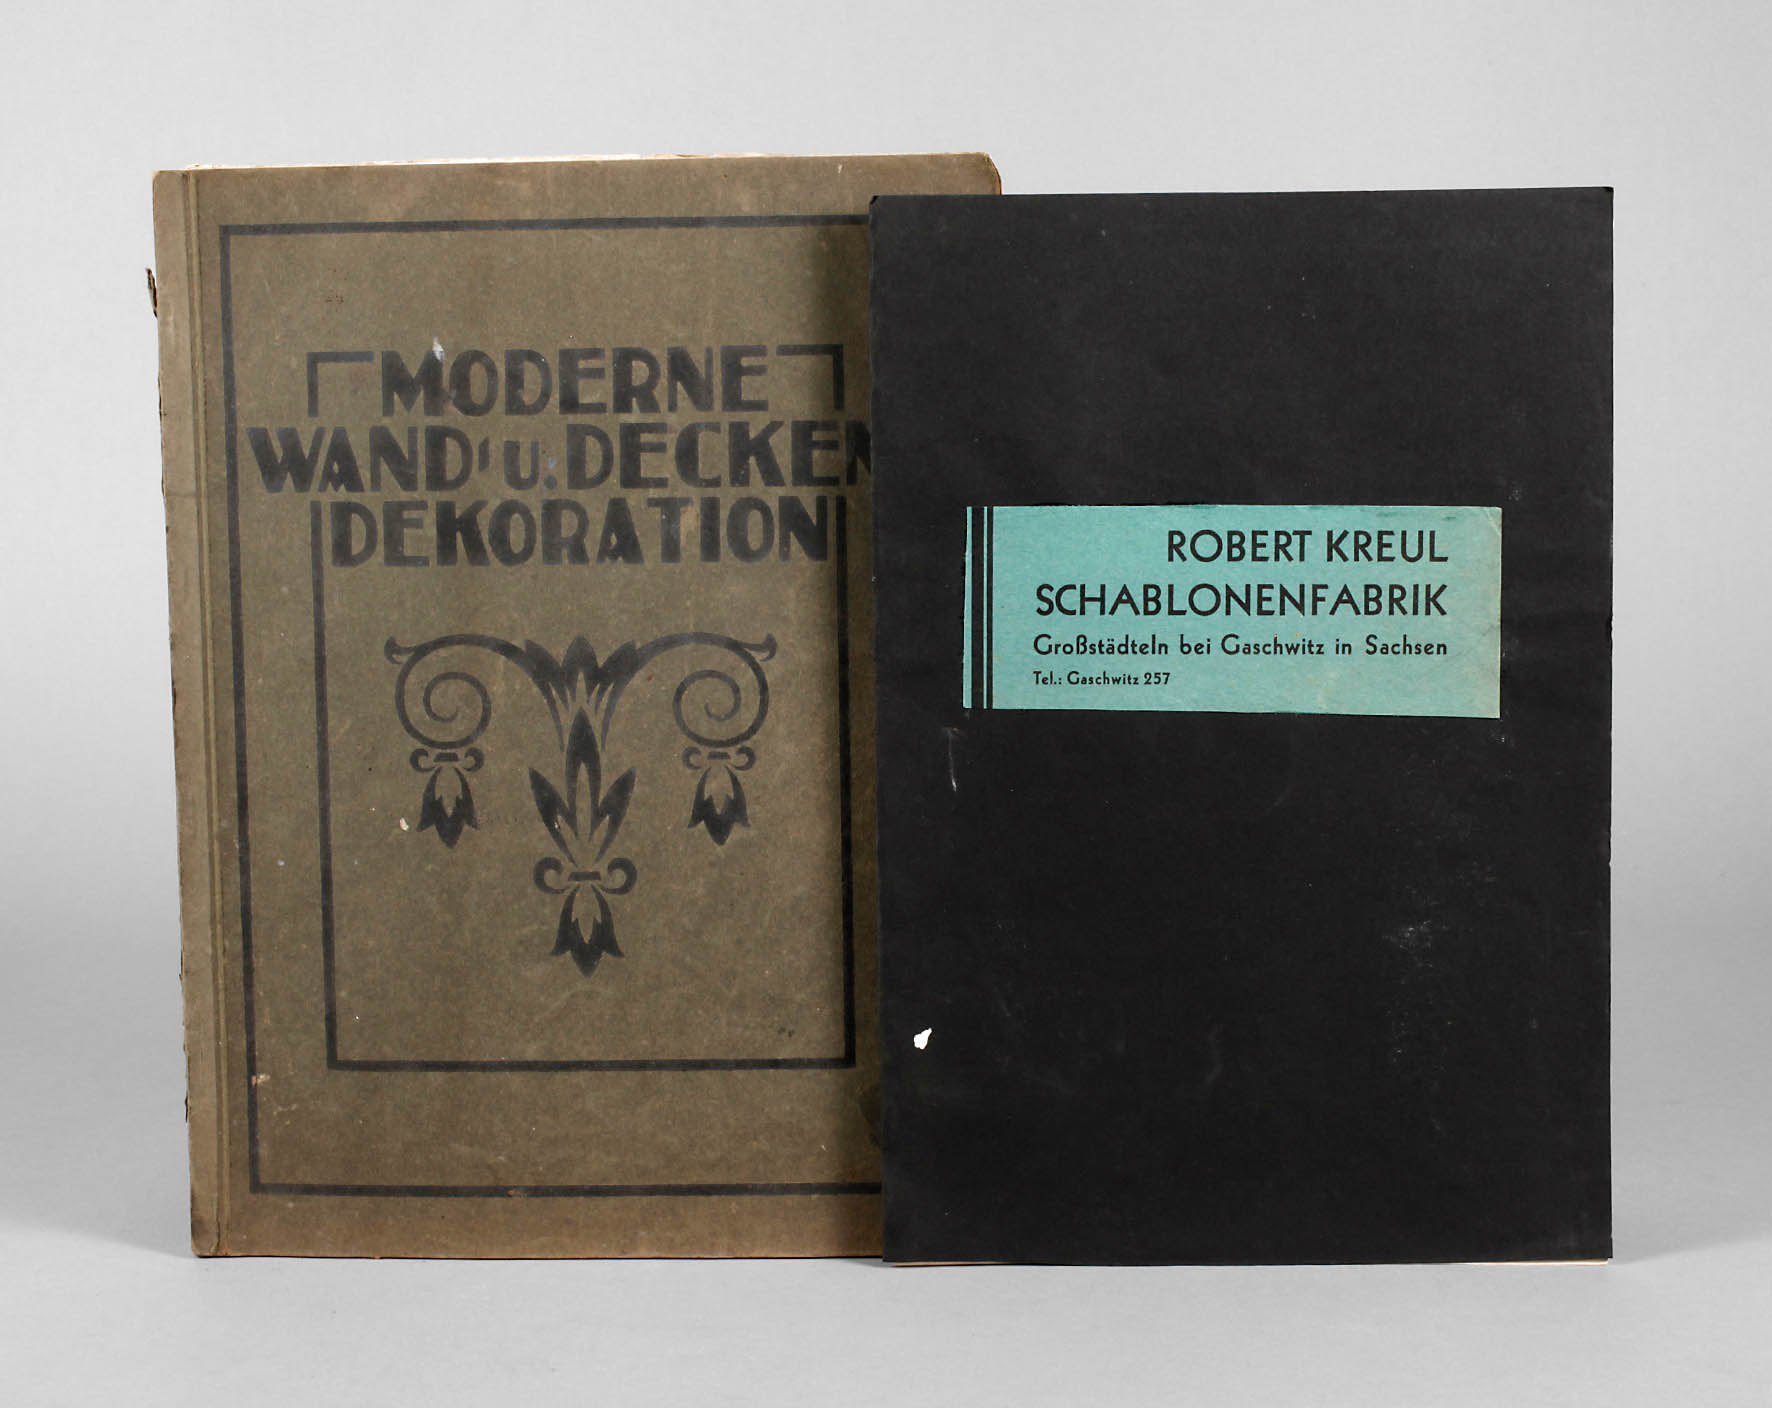 MODERNE
WAND' u. DECKEN
DEKORATION
ROBERT KREUL
SCHABLONENFABRIK
Großstädteln bei Gaschwitz in Sachsen
Tel.: Gaschwitz 257